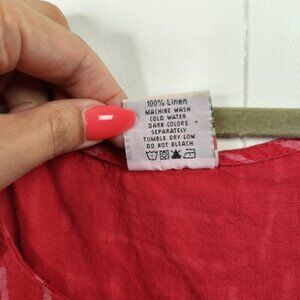 100% Linen
MACHINE WASH
COLD WATER
DARK COLORS
SEPARATELY
TUMBLE DRY LOW
DO NOT BLEACH